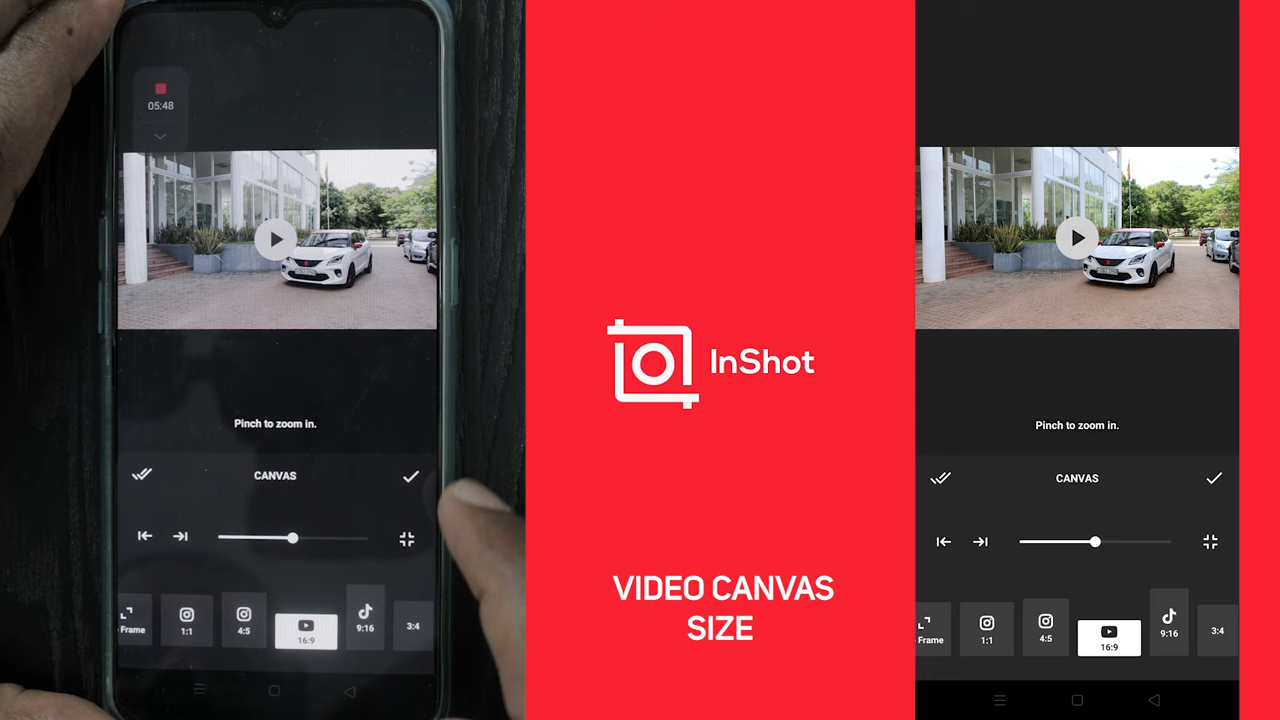 05:48
Pinch to zoom in.
CANVAS
Frame
1:1
4:5
16:9
9:16
3:4
InShot
VIDEO CANVAS
SIZE
Pinch to zoom in.
CANVAS
Frame
1:1
4:5
16:9
9:16
3:4